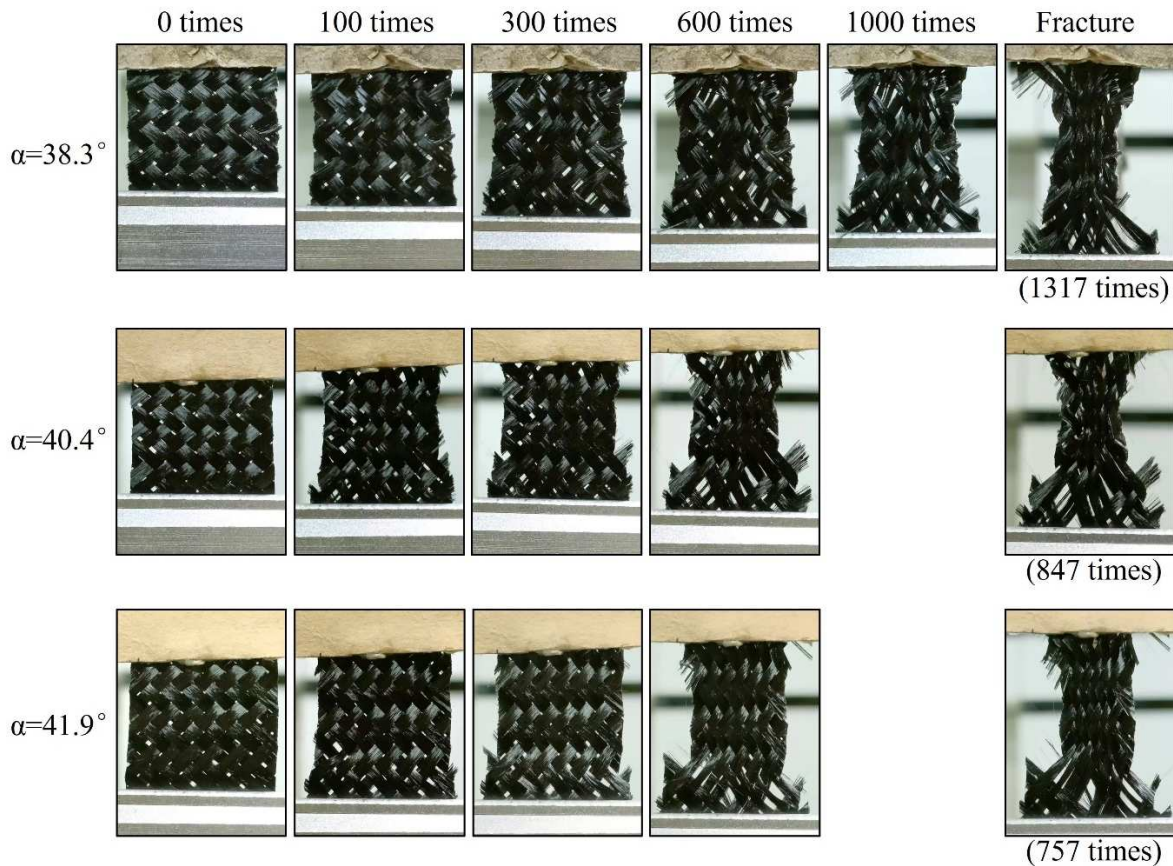 0 times
100 times
300 times
600 times
1000 times
Fracture
α=38.3°
(1317 times)
α=40.4°
(847 times)
α=41.9°
(757 times)